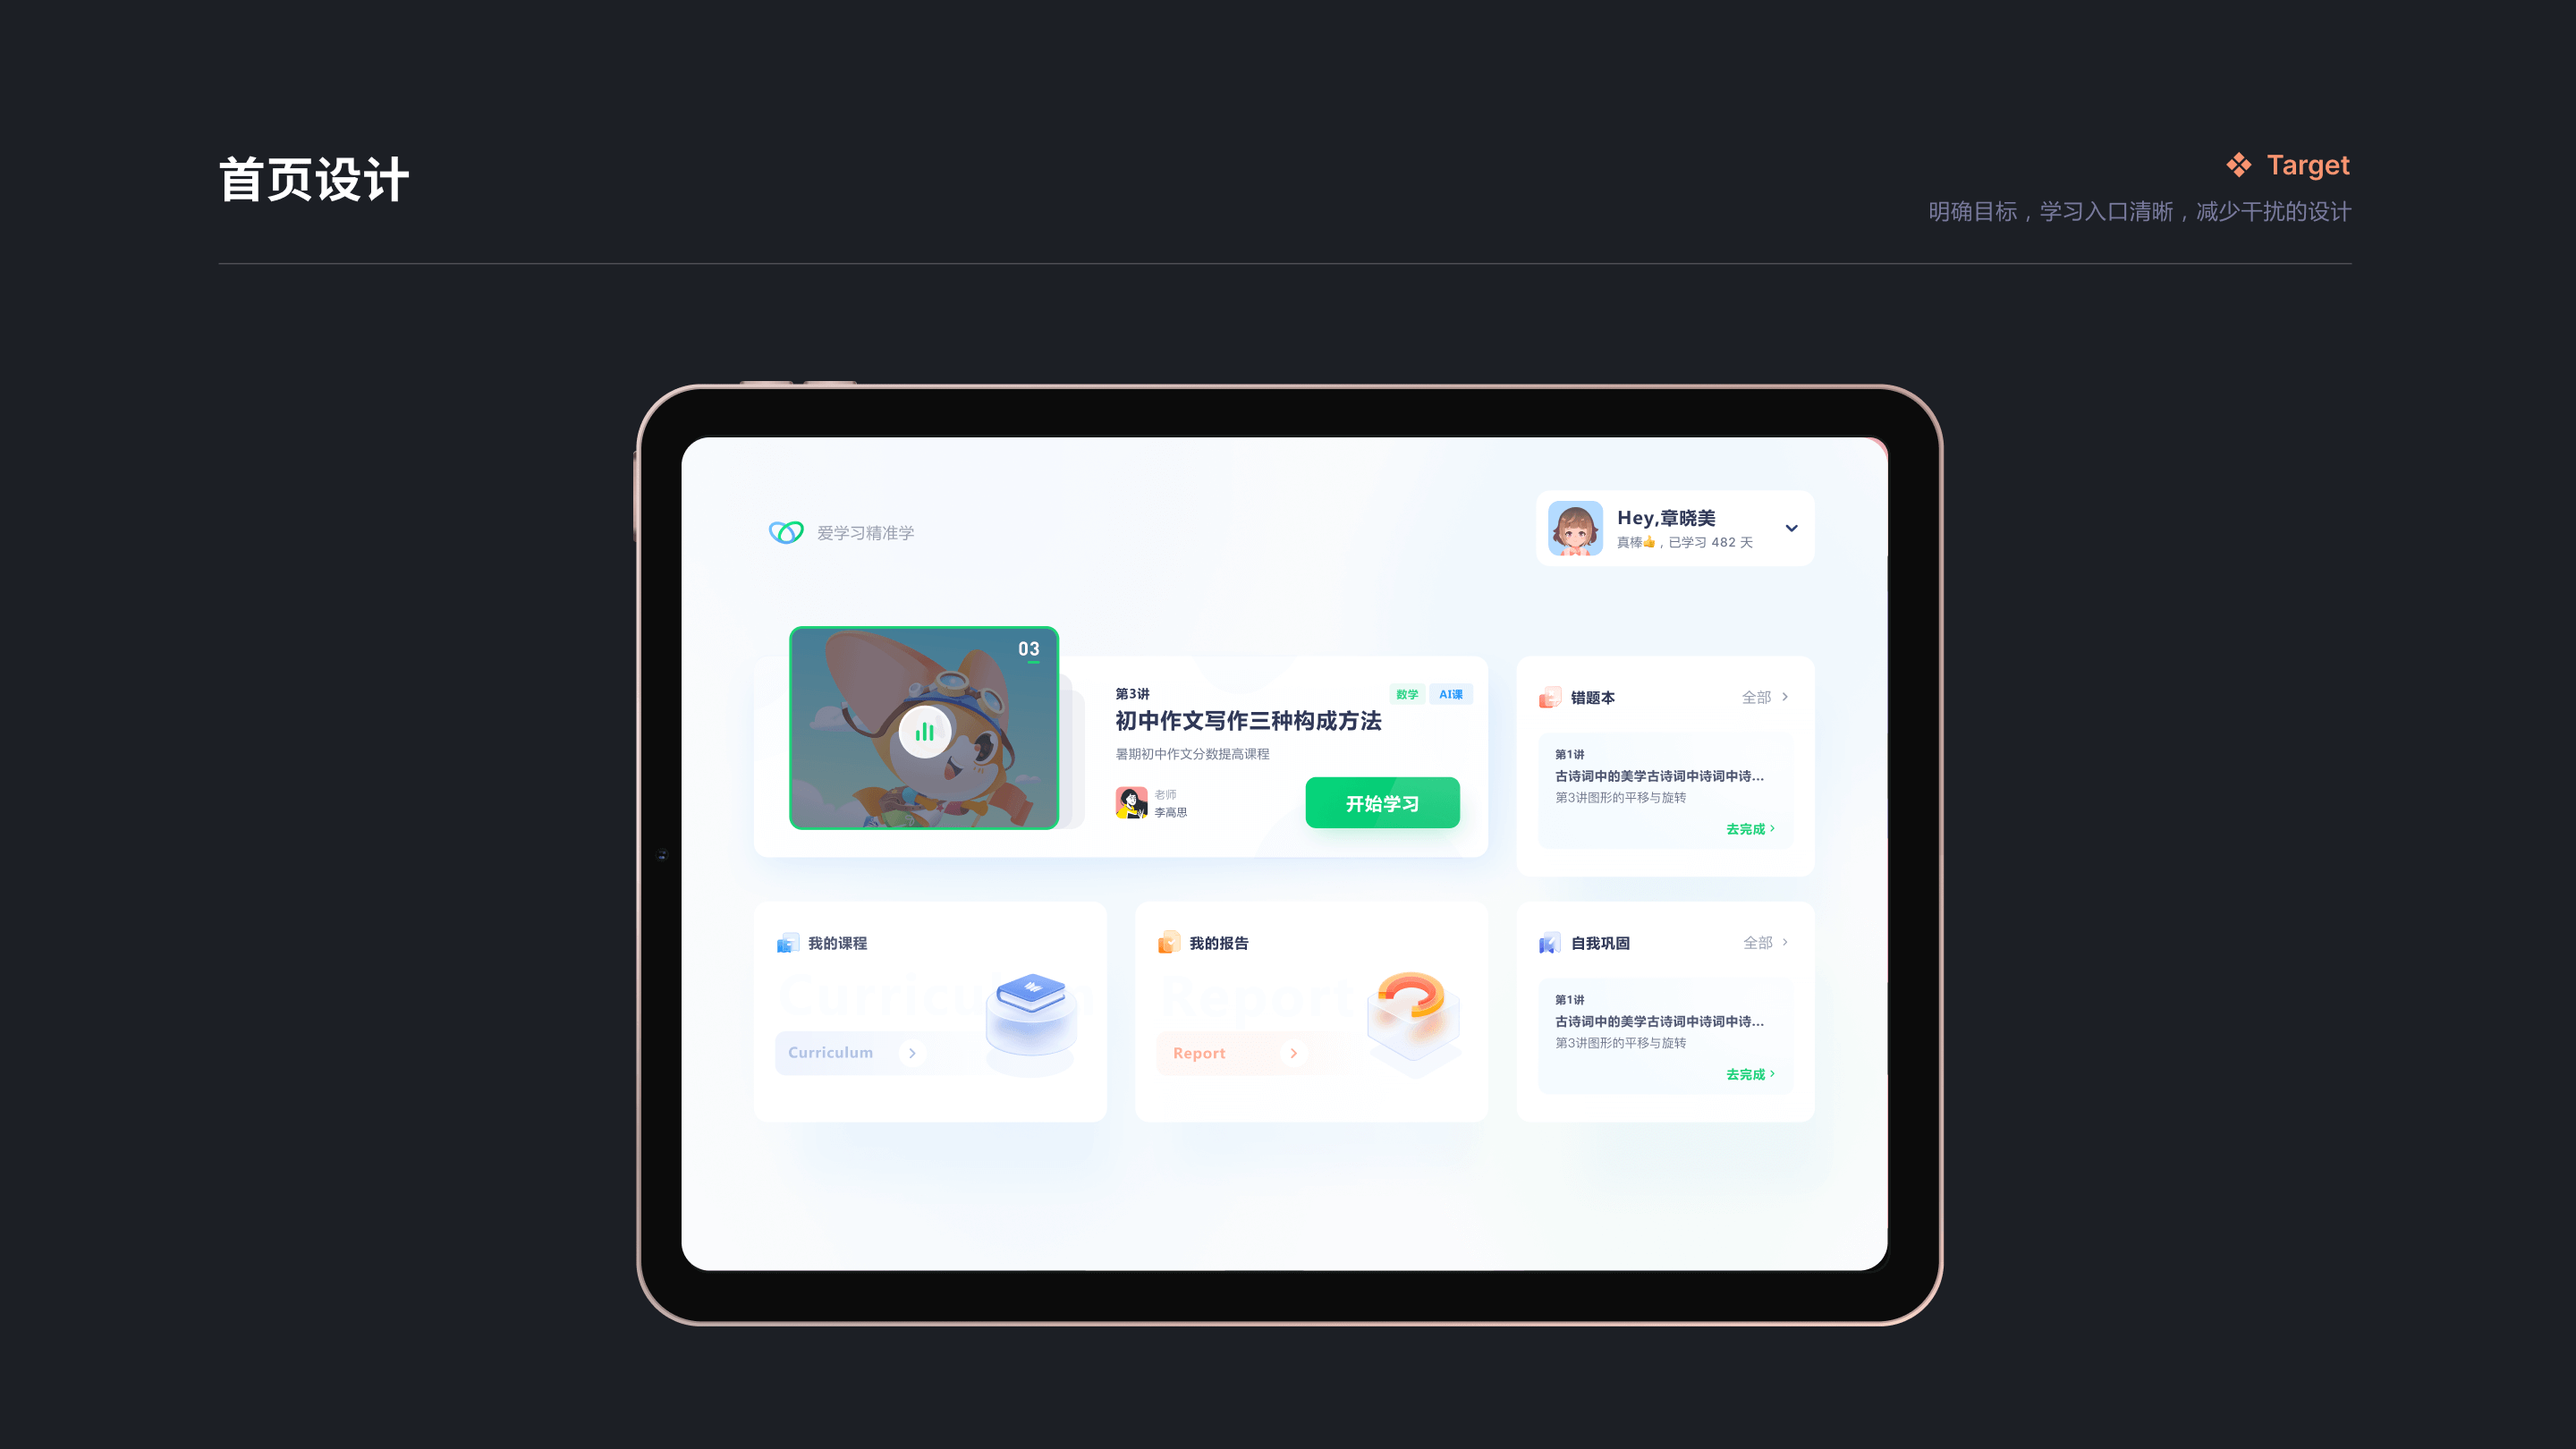 首页设计
Target
明确目标，学习入口清晰，减少干扰的设计
爱学习精准学
Hey,章晓美
真棒👍，已学习 482 天
03
第3讲
数学
AI课
初中作文写作三种构成方法
暑期初中作文分数提高课程
老师
李高思
开始学习
错题本
全部
第1讲
古诗词中的美学古诗词中诗词中诗...
第3讲图形的平移与旋转
去完成
我的课程
Curriculum
Curriculum
我的报告
Report
Report
自我巩固
全部
第1讲
古诗词中的美学古诗词中诗词中诗...
第3讲图形的平移与旋转
去完成